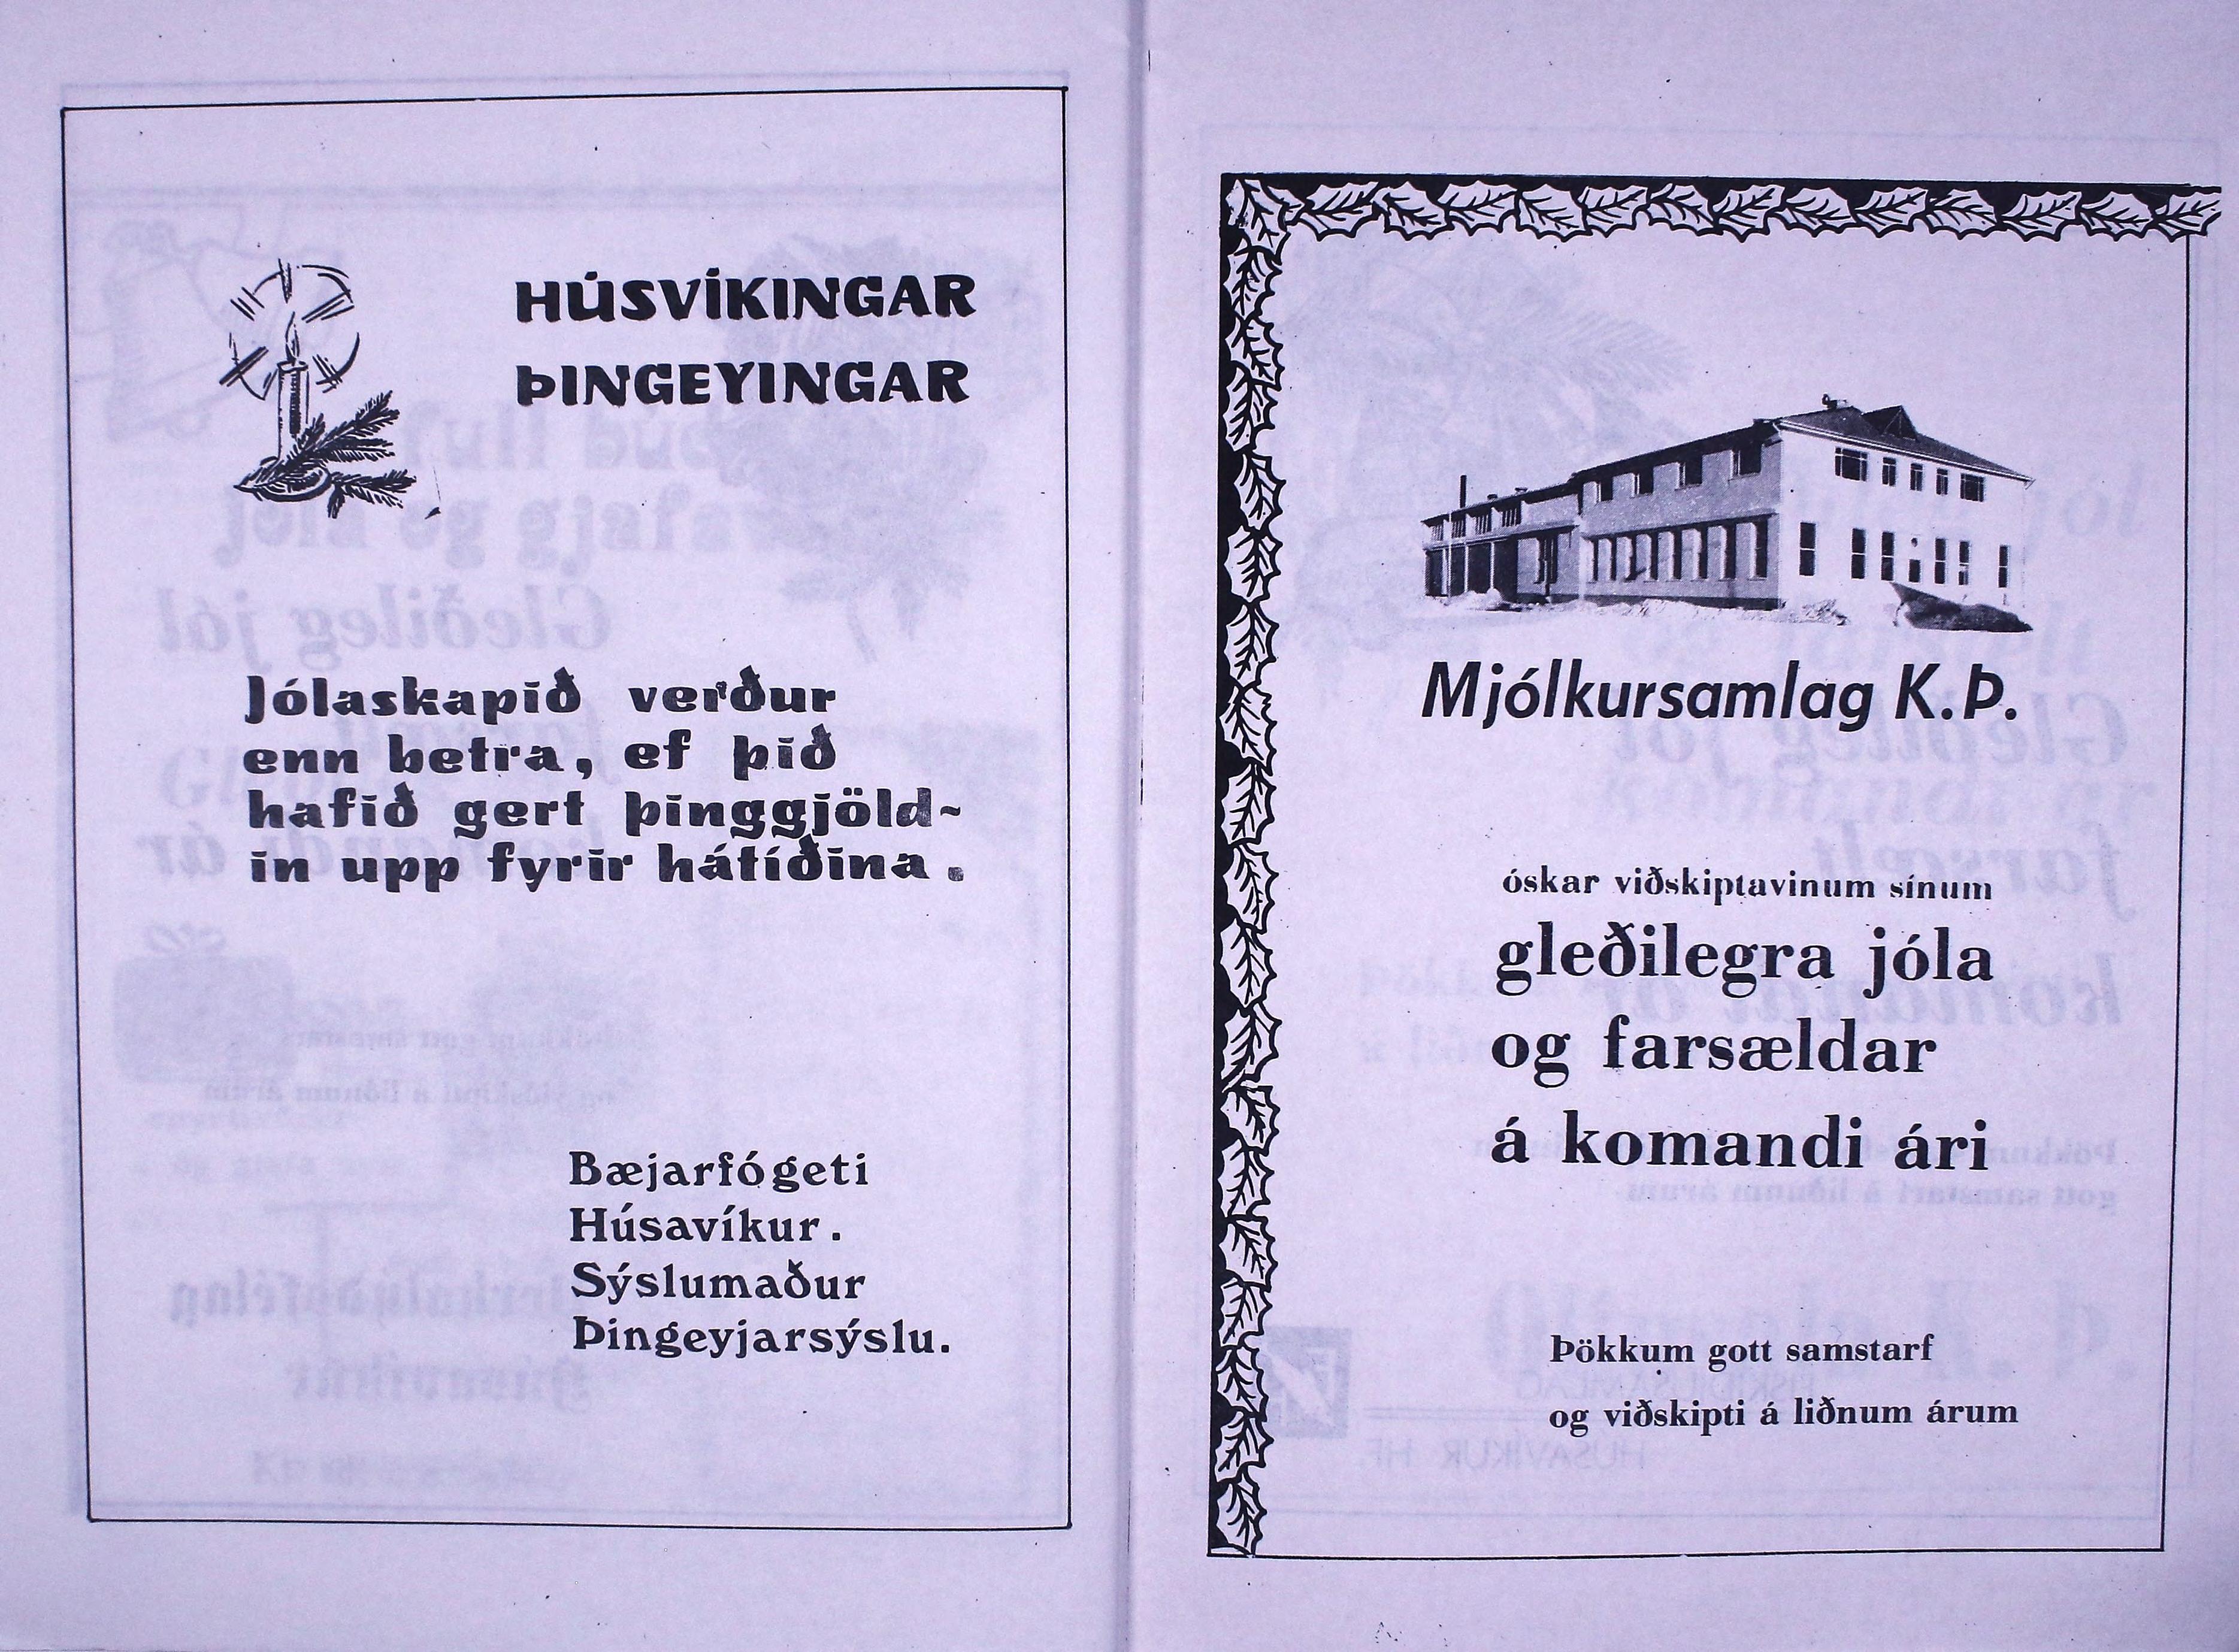 HÚSVÍKINGAR
ÞINGEYINGAR
Jólaskapið verður
enn betra, ef þið
hafið gert þinggjöld-
in upp fyrir hátíðina.
Bæjarfógeti
Húsavíkur.
Sýslumaður
Þingeyjarsýslu.
Mjólkursamlag K.Þ.
óskar viðskiptavinum sínum
gleðilegra jóla
og farsældar
á komandi ári
Þökkum gott samstarf
og viðskipti á liðnum árum